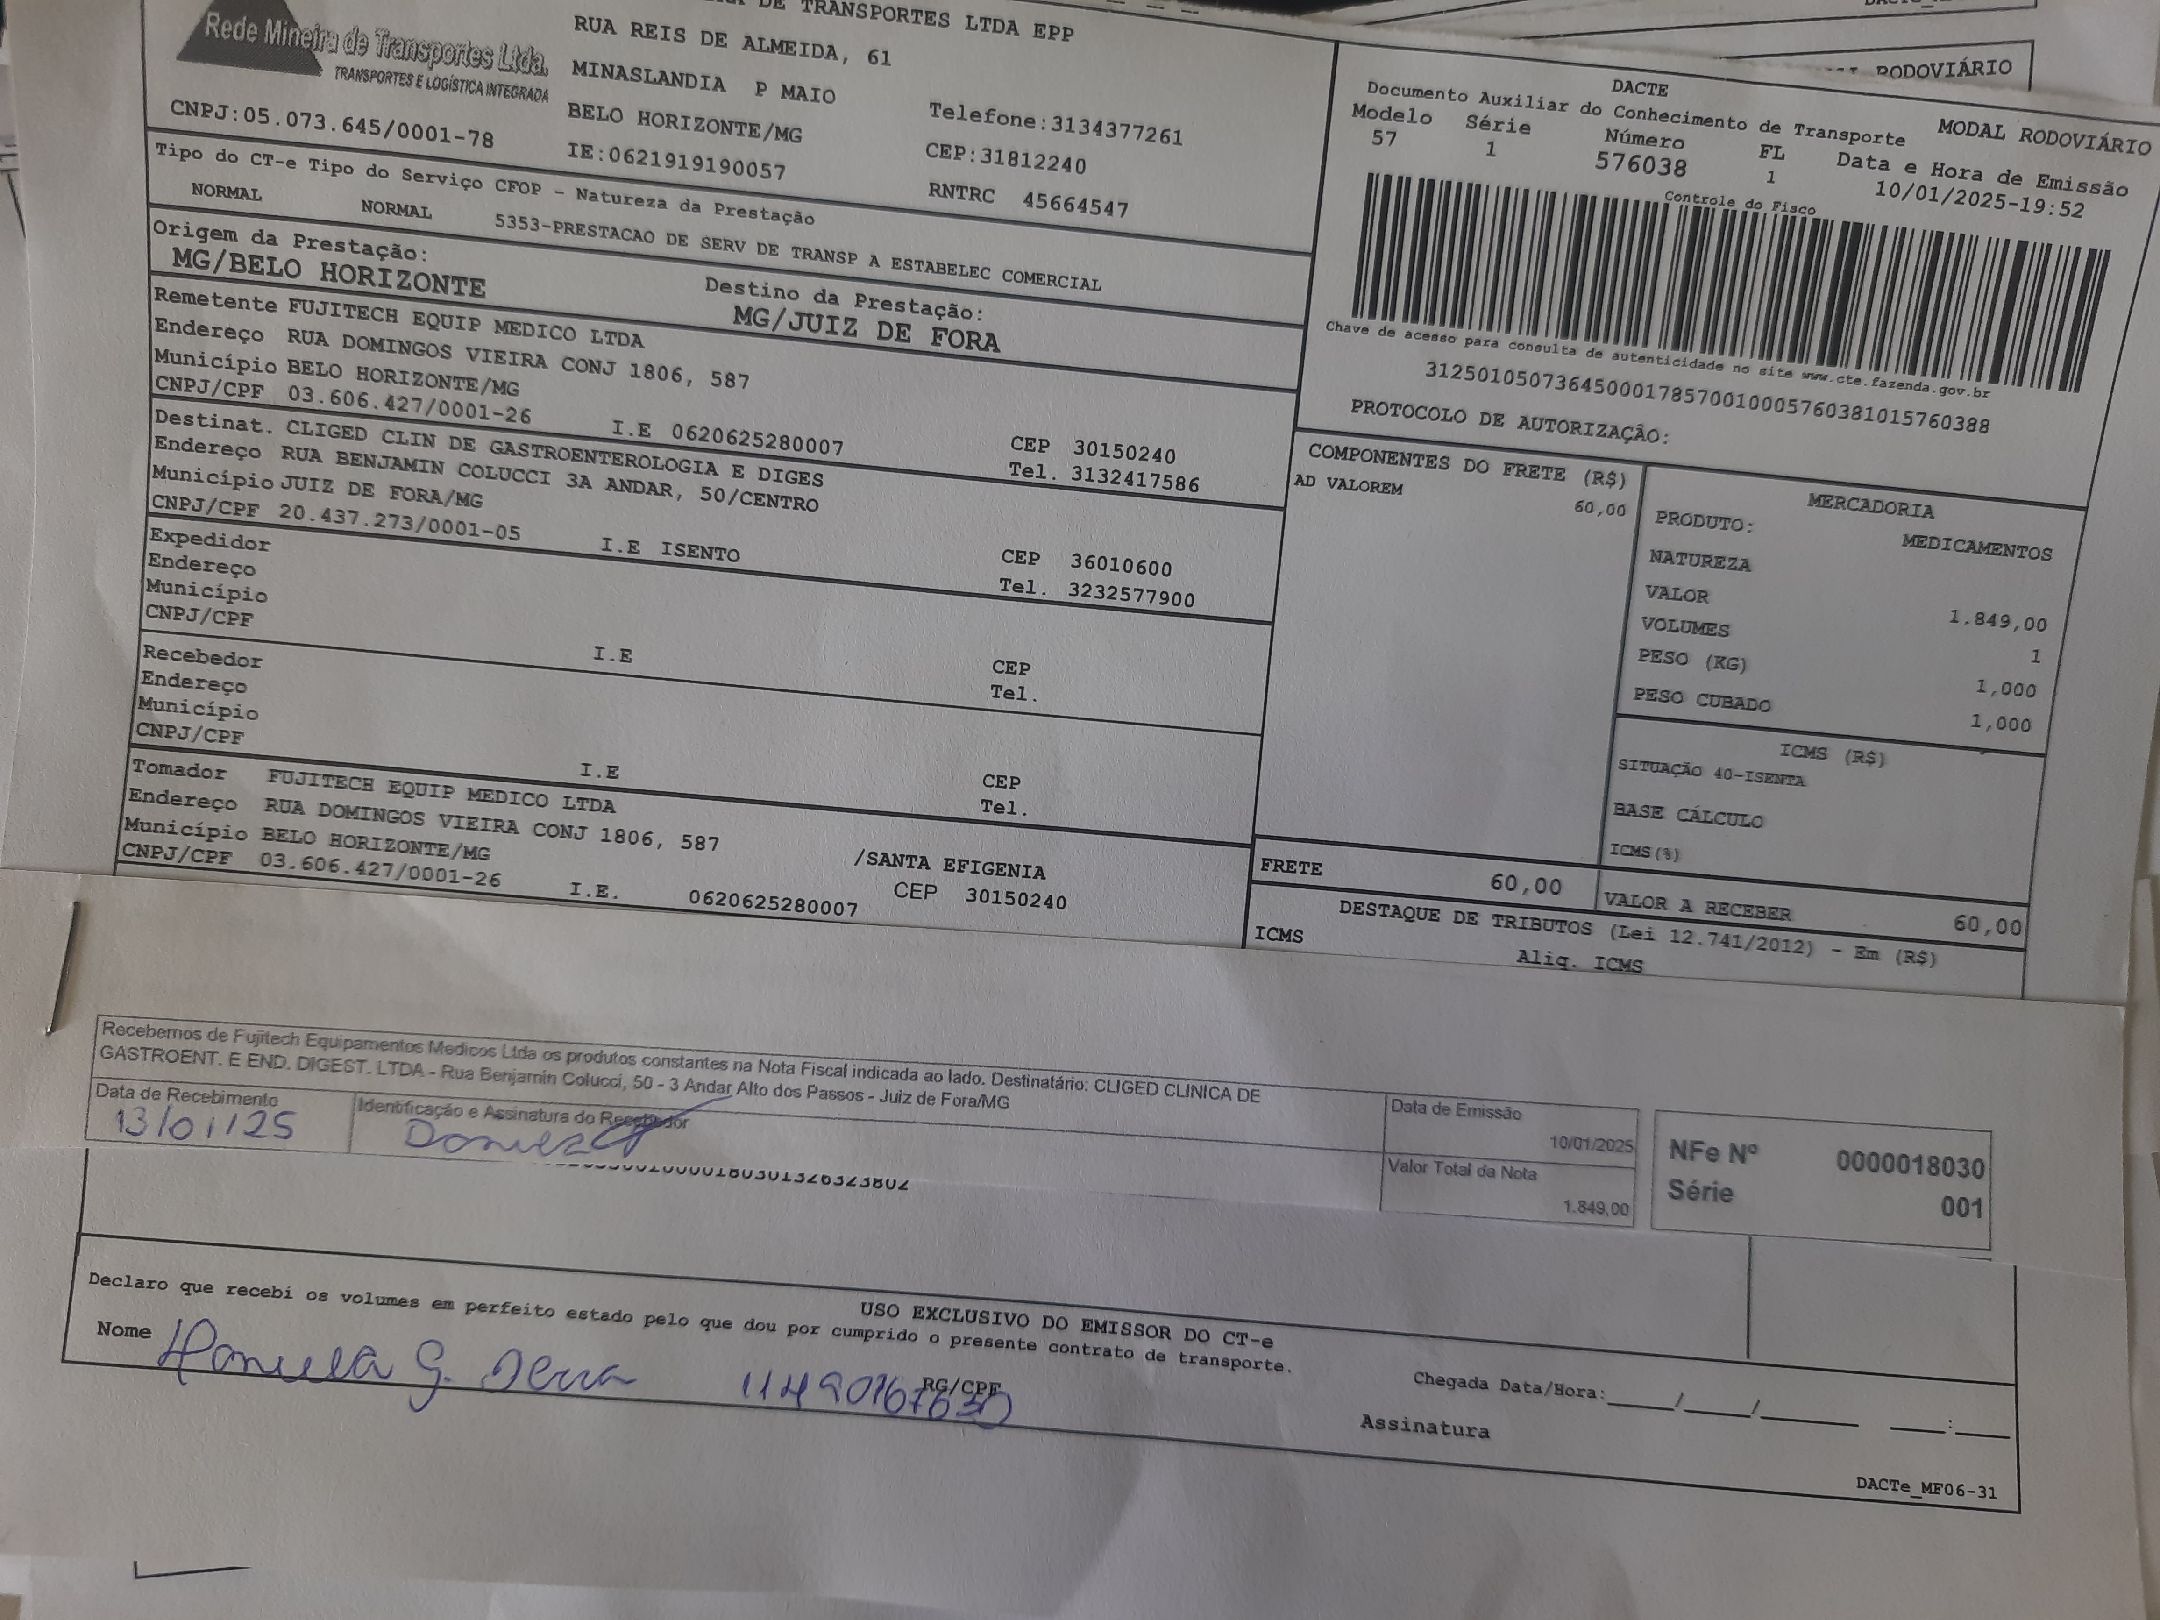 DE TRANSPORTES LTDA EPP
Rede Mineira de Transportes Ltda.
TRANSPORTES E LOGÍSTICA INTEGRADA
RUA REIS DE ALMEIDA, 61
MINASLANDIA P MAIO
BELO HORIZONTE/MG
Telefone:3134377261
CNPJ:05.073.645/0001-78
IE:0621919190057
CEP:31812240
RNTRC 45664547
Tipo do CT-e Tipo do Serviço CFOP - Natureza da Prestação
NORMAL NORMAL 5353-PRESTACAO DE SERV DE TRANSP A ESTABELEC COMERCIAL
Origem da Prestação: Destino da Prestação:
MG/BELO HORIZONTE MG/JUIZ DE FORA
Remetente FUJITECH EQUIP MEDICO LTDA
Endereço RUA DOMINGOS VIEIRA CONJ 1806, 587
Município BELO HORIZONTE/MG CEP 30150240
CNPJ/CPF 03.606.427/0001-26 I.E 0620625280007 Tel. 3132417586
Destinat. CLIGED CLIN DE GASTROENTEROLOGIA E DIGES
Endereço RUA BENJAMIN COLUCCI 3A ANDAR, 50/CENTRO
Município JUIZ DE FORA/MG CEP 36010600
CNPJ/CPF 20.437.273/0001-05 I.E ISENTO Tel. 3232577900
Expedidor
Endereço
Município CEP
CNPJ/CPF I.E Tel.
Recebedor
Endereço
Município CEP
CNPJ/CPF I.E Tel.
Tomador FUJITECH EQUIP MEDICO LTDA
Endereço RUA DOMINGOS VIEIRA CONJ 1806, 587 /SANTA EFIGENIA
Município BELO HORIZONTE/MG CEP 30150240
CNPJ/CPF 03.606.427/0001-26 I.E. 0620625280007
RODOVIÁRIO
DACTE
Documento Auxiliar do Conhecimento de Transporte MODAL RODOVIÁRIO
Modelo Série Número FL Data e Hora de Emissão
57 1 576038 1 10/01/2025-19:52
Controle do Fisco
Chave de acesso para consulta de autenticidade no site www.cte.fazenda.gov.br
31250105073645000178570010005760381015760388
PROTOCOLO DE AUTORIZAÇÃO:
COMPONENTES DO FRETE (R$)
AD VALOREM 60,00
MERCADORIA
PRODUTO: MEDICAMENTOS
NATUREZA
VALOR 1.849,00
VOLUMES 1
PESO (KG) 1,000
PESO CUBADO 1,000
ICMS (R$)
SITUAÇÃO 40-ISENTA
BASE CÁLCULO
ICMS(%)
FRETE 60,00 VALOR A RECEBER 60,00
DESTAQUE DE TRIBUTOS (Lei 12.741/2012) - Em (R$)
ICMS Aliq. ICMS
Recebemos de Fujitech Equipamentos Medicos Ltda os produtos constantes na Nota Fiscal indicada ao lado. Destinatário: CLIGED CLINICA DE
GASTROENT. E END. DIGEST. LTDA - Rua Benjamin Colucci, 50 - 3 Andar Alto dos Passos - Juiz de Fora/MG
Data de Recebimento Identificação e Assinatura do Recebedor
13/01/25
Data de Emissão
10/01/2025
Valor Total da Nota
1.849,00
NFe Nº 0000018030
Série 001
USO EXCLUSIVO DO EMISSOR DO CT-e
Declaro que recebi os volumes em perfeito estado pelo que dou por cumprido o presente contrato de transporte.
Nome RG/CPF
Chegada Data/Hora:____/____/______ ____:____
Assinatura
DACTe_MF06-31